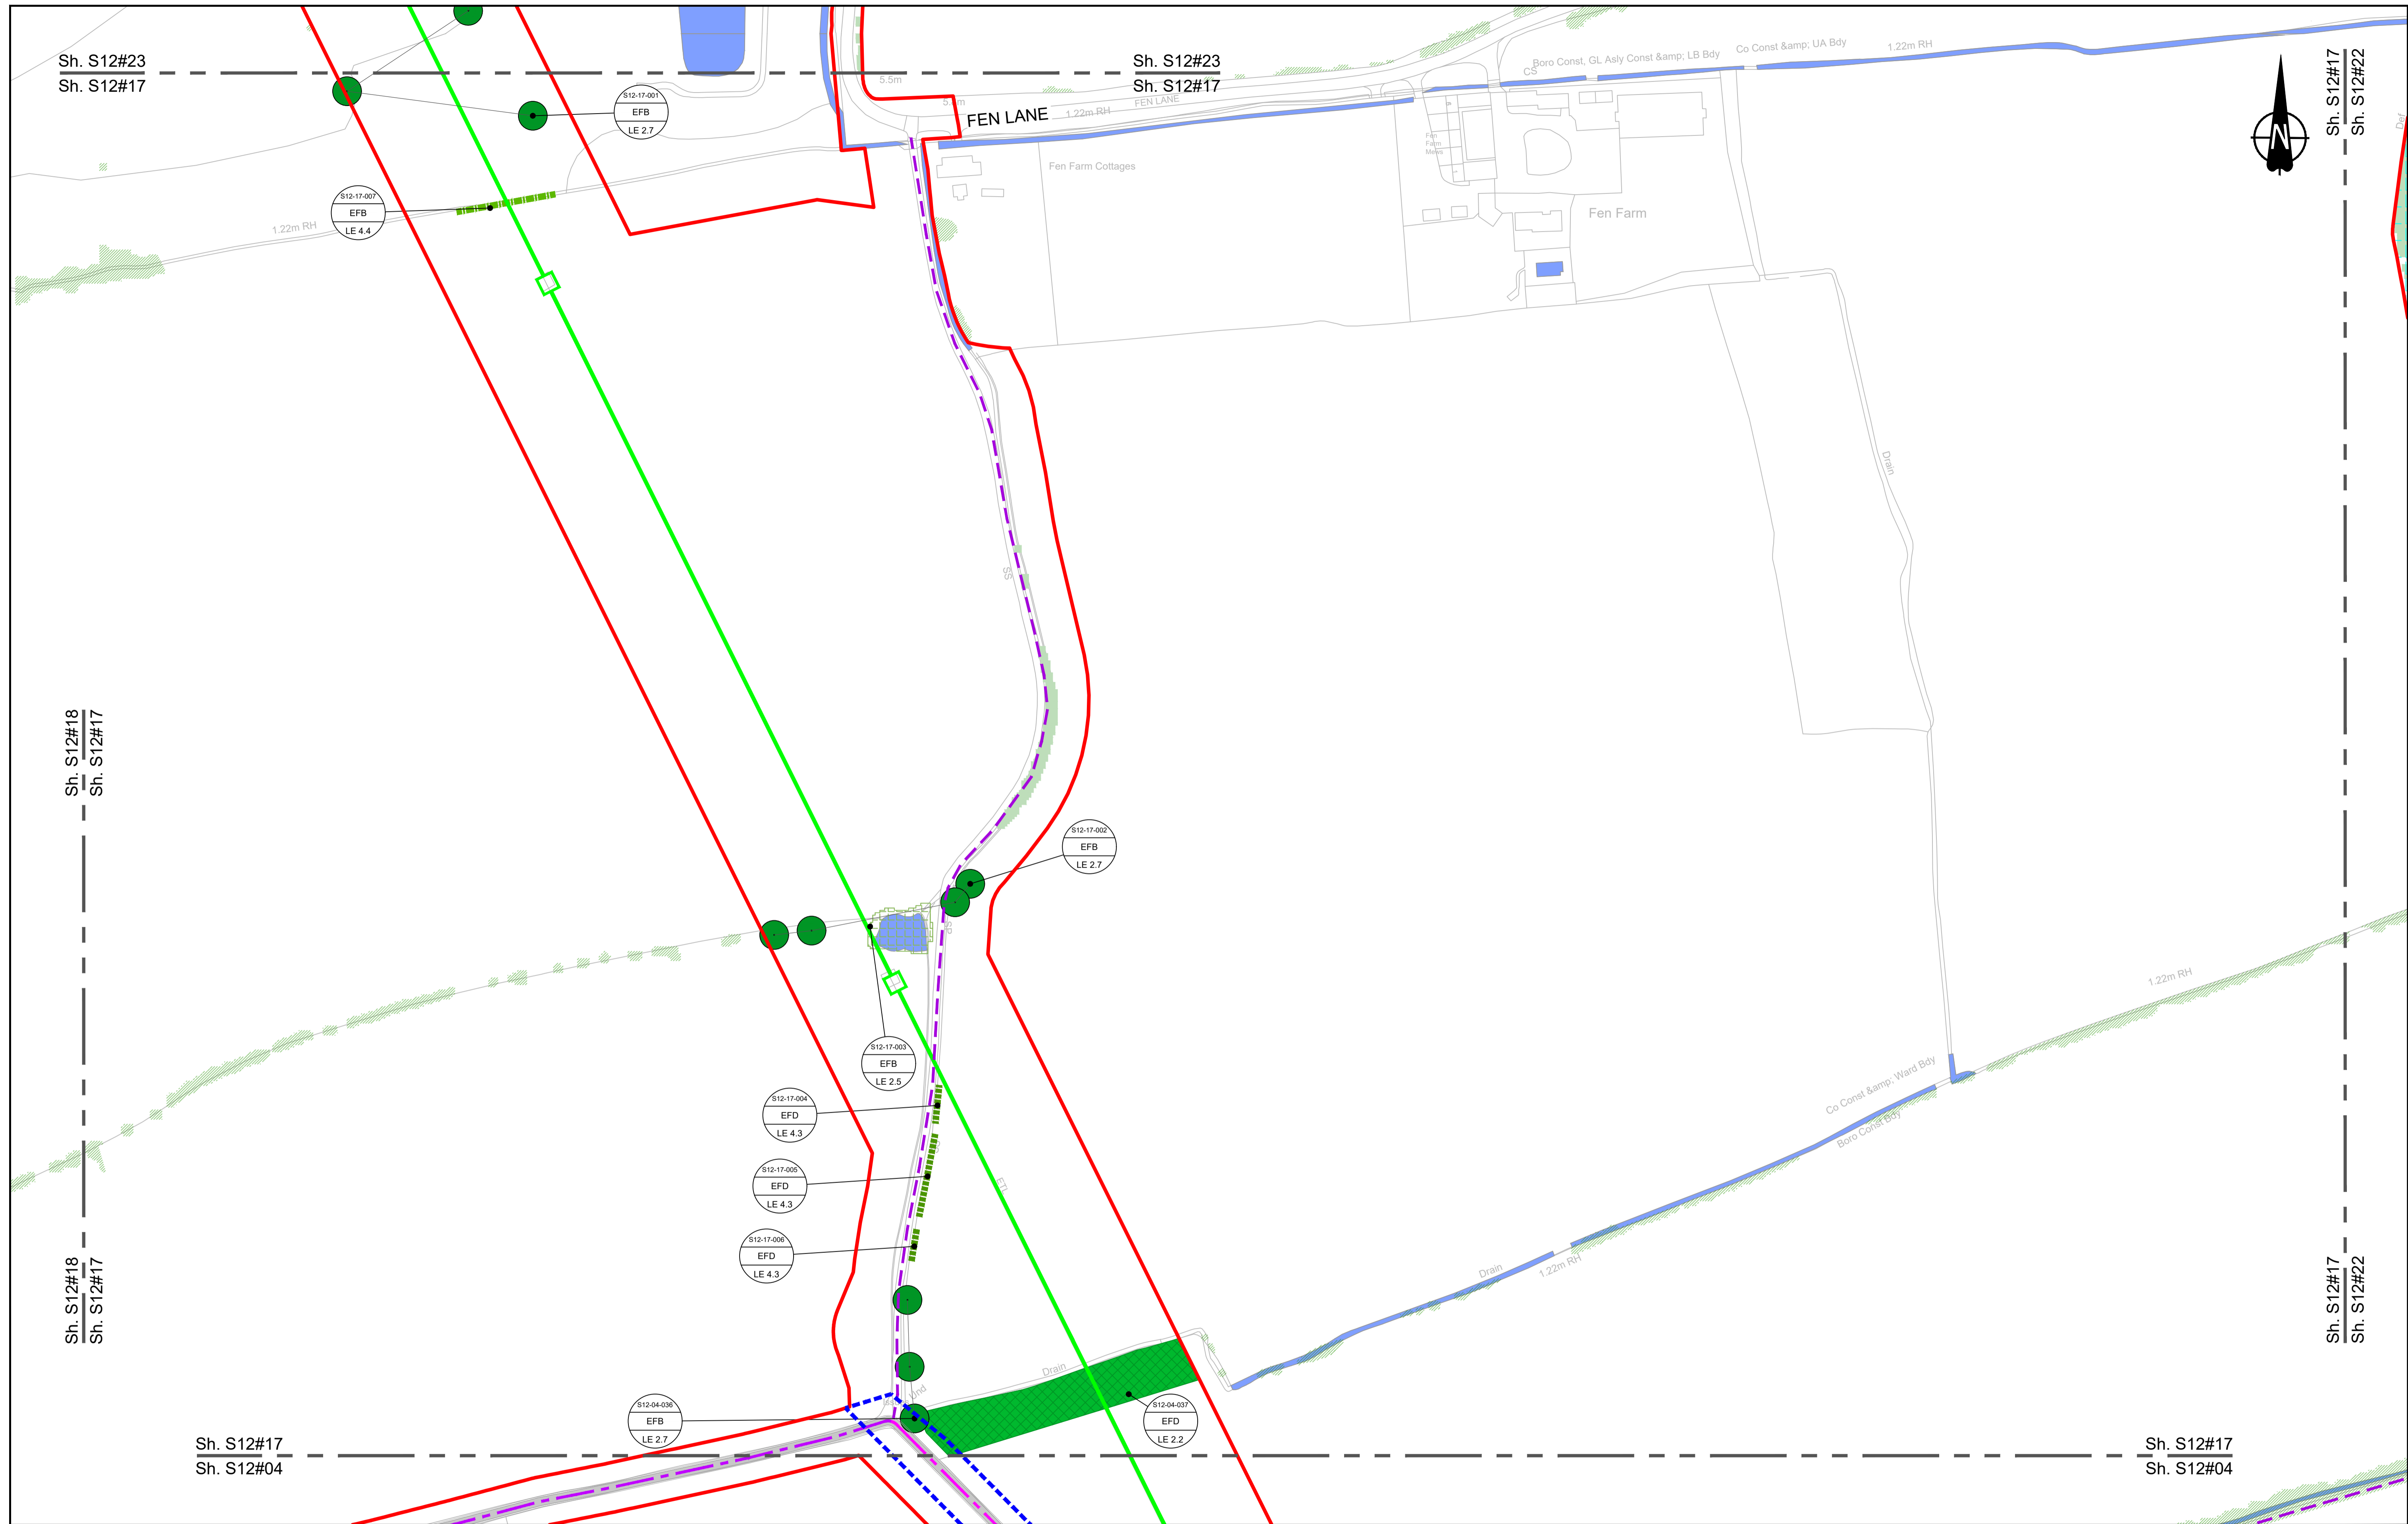 Sh. S12#23
Sh. S12#17
Sh. S12#23
Sh. S12#17
5.5m
FEN LANE
1.22m RH
FEN LANE
CS
Boro Const, GL Asly Const &amp; LB Bdy
Co Const &amp; UA Bdy
1.22m RH
Sh. S12#17
Sh. S12#22
N
S12-17-001
EFB
LE 2.7
Fen
Farm
Mews
Fen Farm Cottages
Fen Farm
S12-17-007
EFB
LE 4.4
1.22m RH
Drain
SS
Sh. S12#18
Sh. S12#17
S12-17-002
EFB
LE 2.7
SP
S12-17-003
EFB
LE 2.5
1.22m RH
Co Const &amp; Ward Bdy
Boro Const Bdy
S12-17-004
EFD
LE 4.3
S12-17-005
EFD
LE 4.3
ETL
S12-17-006
EFD
LE 4.3
Sh. S12#18
Sh. S12#17
Drain
1.22m RH
Sh. S12#17
Sh. S12#22
Drain
Und
S12-04-036
EFB
LE 2.7
S12-04-037
EFD
LE 2.2
Sh. S12#17
Sh. S12#04
Sh. S12#17
Sh. S12#04